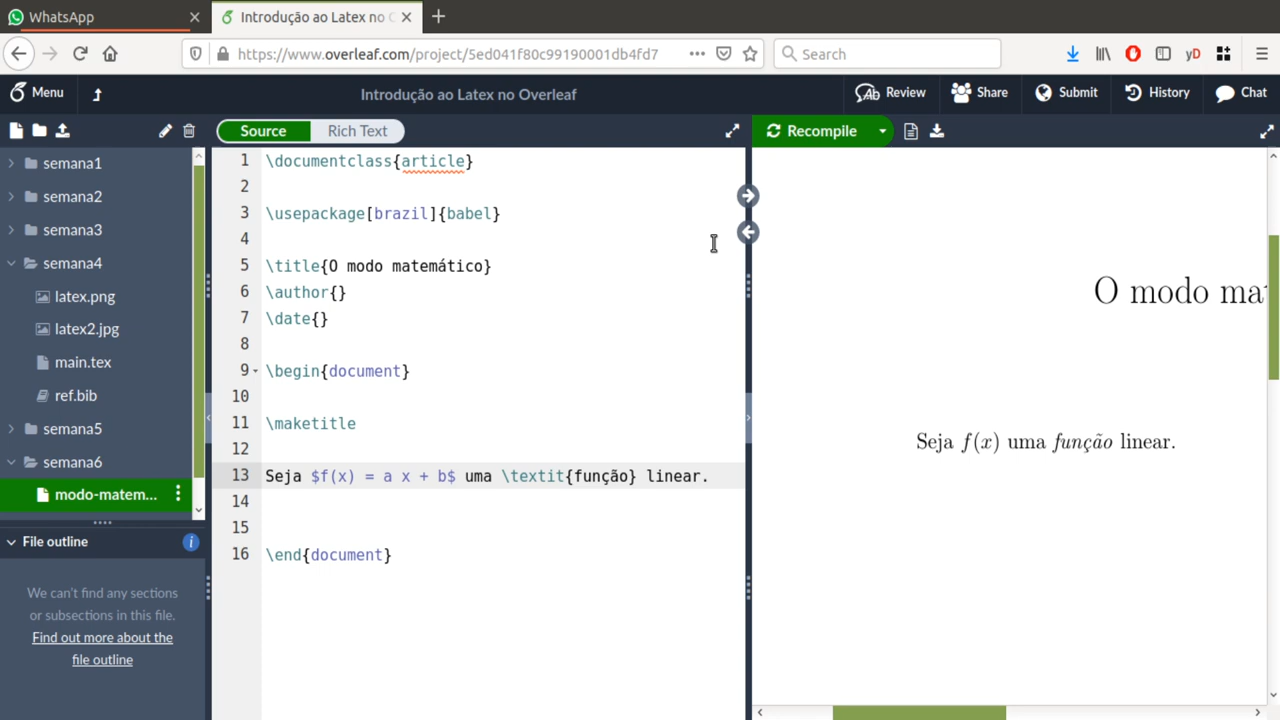 WhatsApp
Introdução ao Latex no O
https://www.overleaf.com/project/5ed041f80c99190001db4fd7
Search
Menu
Introdução ao Latex no Overleaf
Review
Share
Submit
History
Chat
Source
Rich Text
Recompile
semana1
semana2
semana3
semana4
latex.png
latex2.jpg
main.tex
ref.bib
semana5
semana6
modo-matem...
File outline
We can't find any sections
or subsections in this file.
Find out more about the
file outline
1 \documentclass{article}
2
3 \usepackage[brazil]{babel}
4
5 \title{O modo matemático}
6 \author{}
7 \date{}
8
9 \begin{document}
10
11 \maketitle
12
13 Seja $f(x) = a x + b$ uma \textit{função} linear.
14
15
16 \end{document}
O modo mat
Seja f(x) uma função linear.